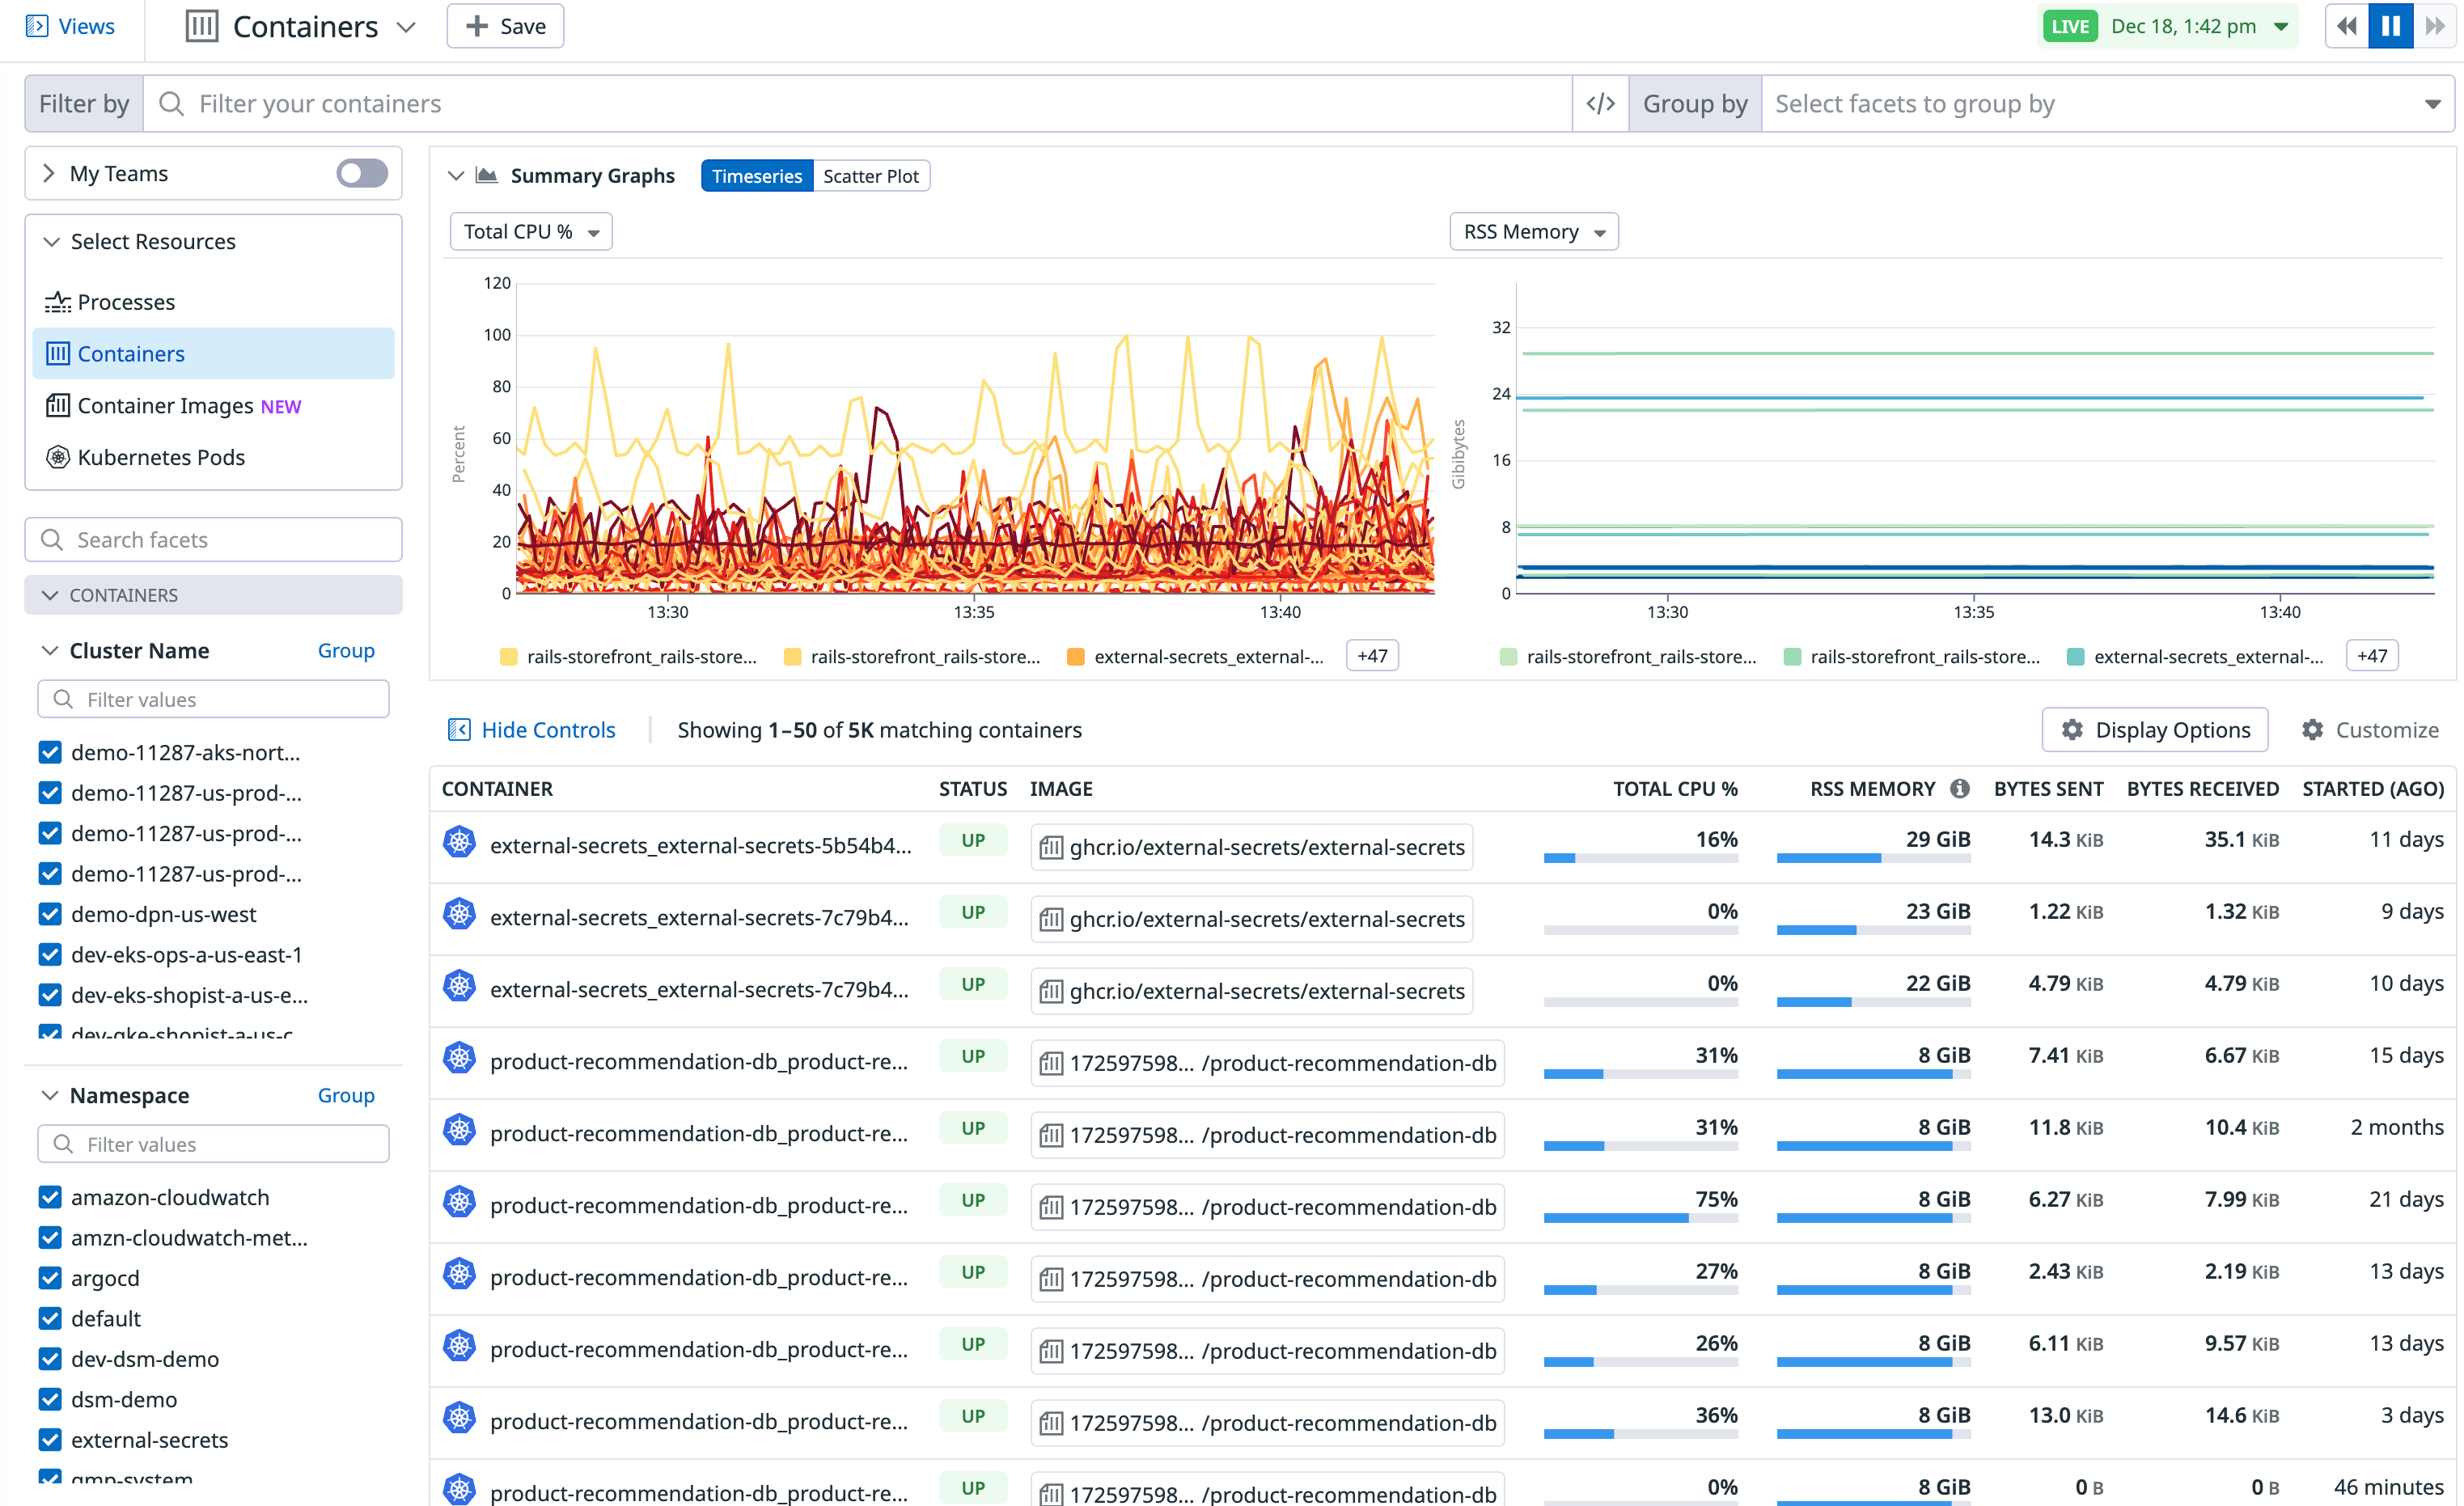 Views
Containers
Save
LIVE Dec 18, 1:42 pm
Filter by Filter your containers </> Group by Select facets to group by
My Teams
Select Resources
Processes
Containers
Container Images NEW
Kubernetes Pods
Search facets
CONTAINERS
Cluster Name Group
Filter values
demo-11287-aks-nort...
demo-11287-us-prod-...
demo-11287-us-prod-...
demo-11287-us-prod-...
demo-dpn-us-west
dev-eks-ops-a-us-east-1
dev-eks-shopist-a-us-e...
dev-gke-shopist-a-us-c
Namespace Group
Filter values
amazon-cloudwatch
amzn-cloudwatch-met...
argocd
default
dev-dsm-demo
dsm-demo
external-secrets
gmp-system
Summary Graphs Timeseries Scatter Plot
Total CPU %
Percent
120
100
80
60
40
20
0
13:30 13:35 13:40
rails-storefront_rails-store... rails-storefront_rails-store... external-secrets_external-... +47
RSS Memory
Gibibytes
32
24
16
8
0
13:30 13:35 13:40
rails-storefront_rails-store... rails-storefront_rails-store... external-secrets_external-... +47
Hide Controls Showing 1–50 of 5K matching containers Display Options Customize
CONTAINER STATUS IMAGE TOTAL CPU % RSS MEMORY BYTES SENT BYTES RECEIVED STARTED (AGO)
external-secrets_external-secrets-5b54b4... UP ghcr.io/external-secrets/external-secrets 16% 29 GiB 14.3 KiB 35.1 KiB 11 days
external-secrets_external-secrets-7c79b4... UP ghcr.io/external-secrets/external-secrets 0% 23 GiB 1.22 KiB 1.32 KiB 9 days
external-secrets_external-secrets-7c79b4... UP ghcr.io/external-secrets/external-secrets 0% 22 GiB 4.79 KiB 4.79 KiB 10 days
product-recommendation-db_product-re... UP 172597598... /product-recommendation-db 31% 8 GiB 7.41 KiB 6.67 KiB 15 days
product-recommendation-db_product-re... UP 172597598... /product-recommendation-db 31% 8 GiB 11.8 KiB 10.4 KiB 2 months
product-recommendation-db_product-re... UP 172597598... /product-recommendation-db 75% 8 GiB 6.27 KiB 7.99 KiB 21 days
product-recommendation-db_product-re... UP 172597598... /product-recommendation-db 27% 8 GiB 2.43 KiB 2.19 KiB 13 days
product-recommendation-db_product-re... UP 172597598... /product-recommendation-db 26% 8 GiB 6.11 KiB 9.57 KiB 13 days
product-recommendation-db_product-re... UP 172597598... /product-recommendation-db 36% 8 GiB 13.0 KiB 14.6 KiB 3 days
product-recommendation-db_product-re... UP 172597598... /product-recommendation-db 0% 8 GiB 0 B 0 B 46 minutes